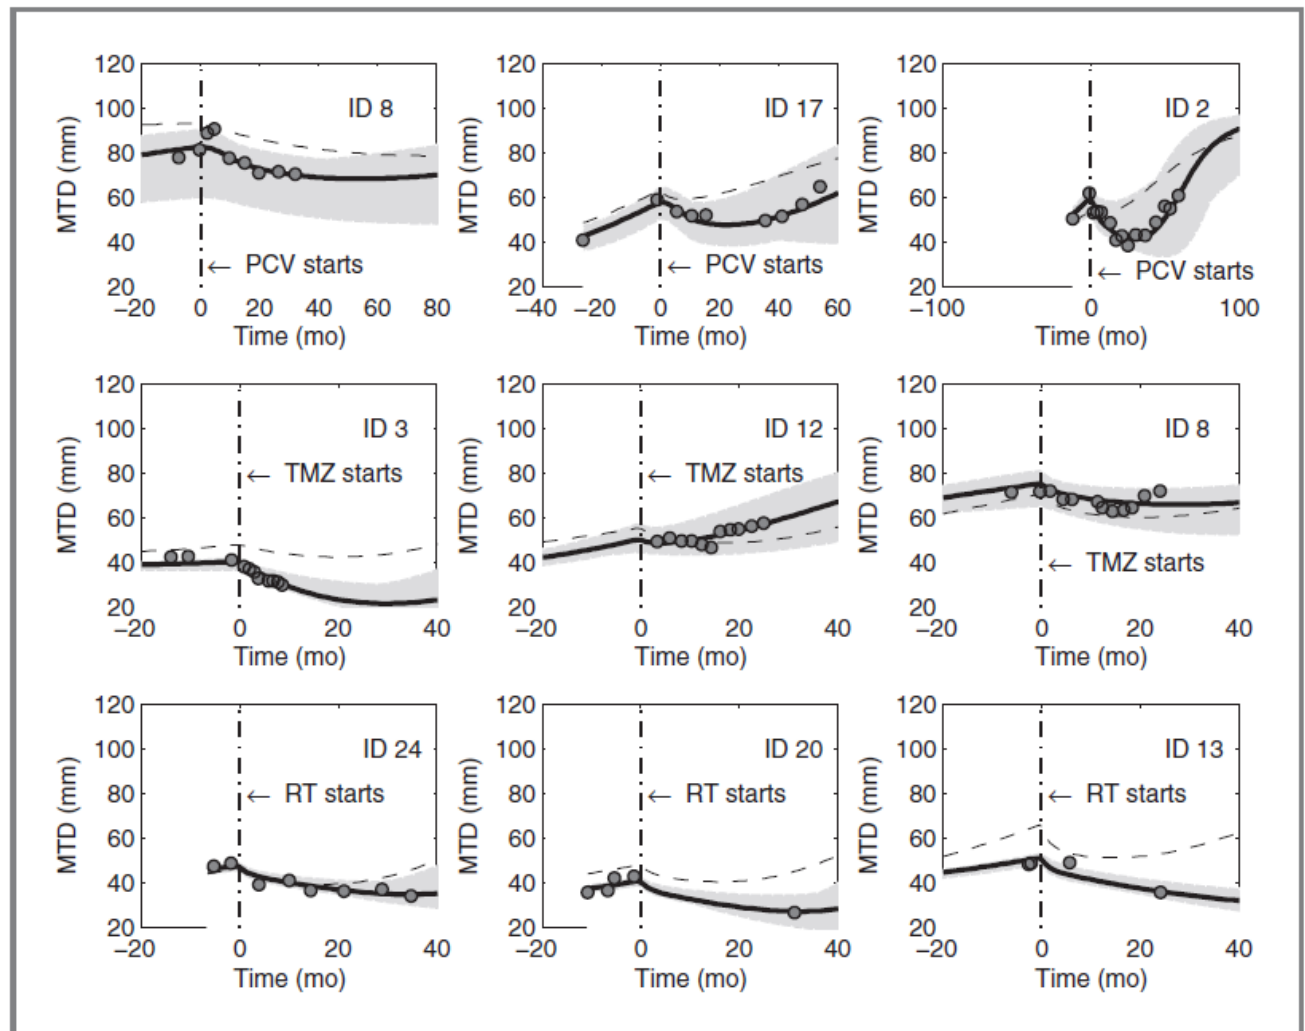 120
100
80
60
40
20
MTD (mm)
ID 8
← PCV starts
−20 0 20 40 60 80
Time (mo)
120
100
80
60
40
20
MTD (mm)
ID 17
← PCV starts
−40 −20 0 20 40 60
Time (mo)
120
100
80
60
40
20
MTD (mm)
ID 2
← PCV starts
−100 0 100
Time (mo)
120
100
80
60
40
20
MTD (mm)
ID 3
← TMZ starts
−20 0 20 40
Time (mo)
120
100
80
60
40
20
MTD (mm)
ID 12
← TMZ starts
−20 0 20 40
Time (mo)
120
100
80
60
40
20
MTD (mm)
ID 8
← TMZ starts
−20 0 20 40
Time (mo)
120
100
80
60
40
20
MTD (mm)
ID 24
← RT starts
−20 0 20 40
Time (mo)
120
100
80
60
40
20
MTD (mm)
ID 20
← RT starts
−20 0 20 40
Time (mo)
120
100
80
60
40
20
MTD (mm)
ID 13
← RT starts
−20 0 20 40
Time (mo)